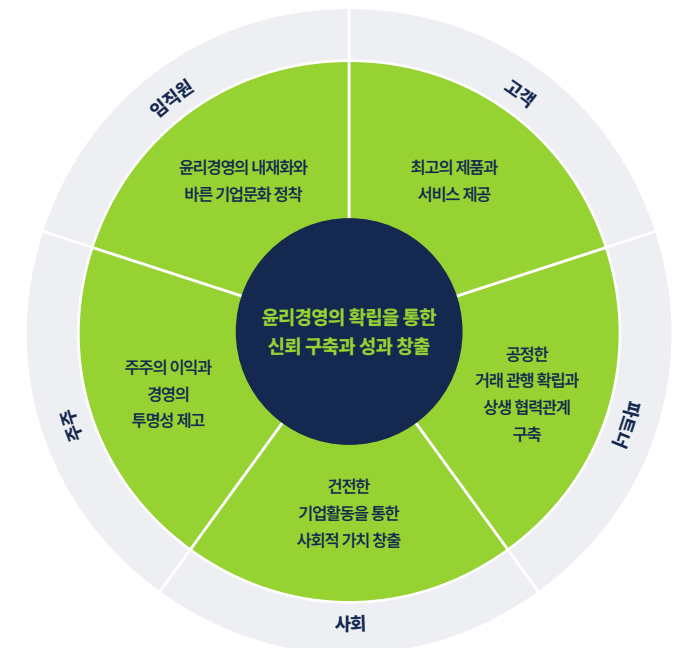 임직원
윤리경영의 내재화와
바른 기업문화 정착
고객
최고의 제품과
서비스 제공
윤리경영의 확립을 통한
신뢰 구축과 성과 창출
주주
주주의 이익과
경영의
투명성 제고
파트너
공정한
거래 관행 확립과
상생 협력관계
구축
건전한
기업활동을 통한
사회적 가치 창출
사회